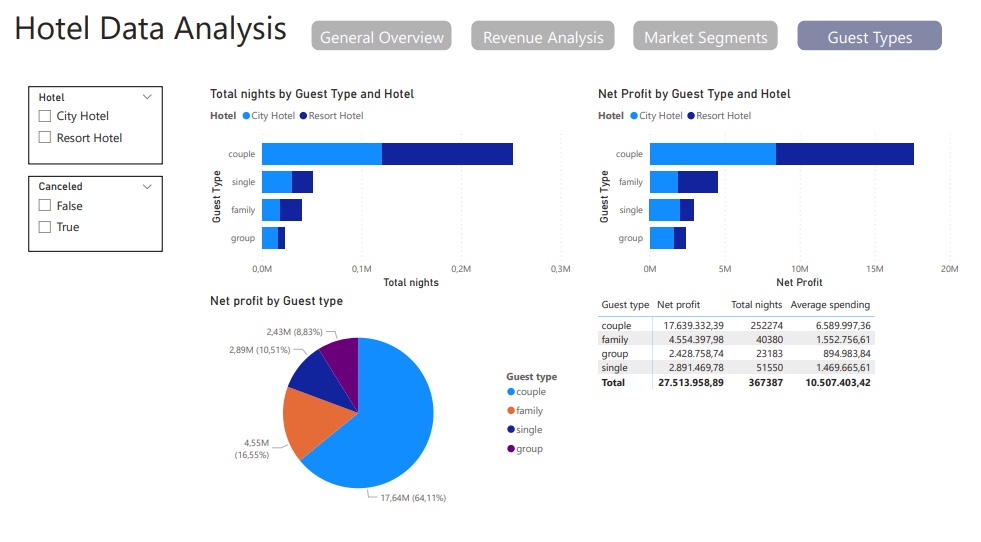 Hotel Data Analysis
General Overview
Revenue Analysis
Market Segments
Guest Types
Hotel
City Hotel
Resort Hotel
Canceled
False
True
Total nights by Guest Type and Hotel
Hotel City Hotel Resort Hotel
Guest Type
couple
single
family
group
0,0M 0,1M 0,2M 0,3M
Total nights
Net Profit by Guest Type and Hotel
Hotel City Hotel Resort Hotel
Guest Type
couple
family
single
group
0M 5M 10M 15M 20M
Net Profit
Net profit by Guest type
2,43M (8,83%)
2,89M (10,51%)
4,55M
(16,55%)
17,64M (64,11%)
Guest type
couple
family
single
group
Guest type Net profit Total nights Average spending
couple 17.639.332,39 252274 6.589.997,36
family 4.554.397,98 40380 1.552.756,61
group 2.428.758,74 23183 894.983,84
single 2.891.469,78 51550 1.469.665,61
Total 27.513.958,89 367387 10.507.403,42